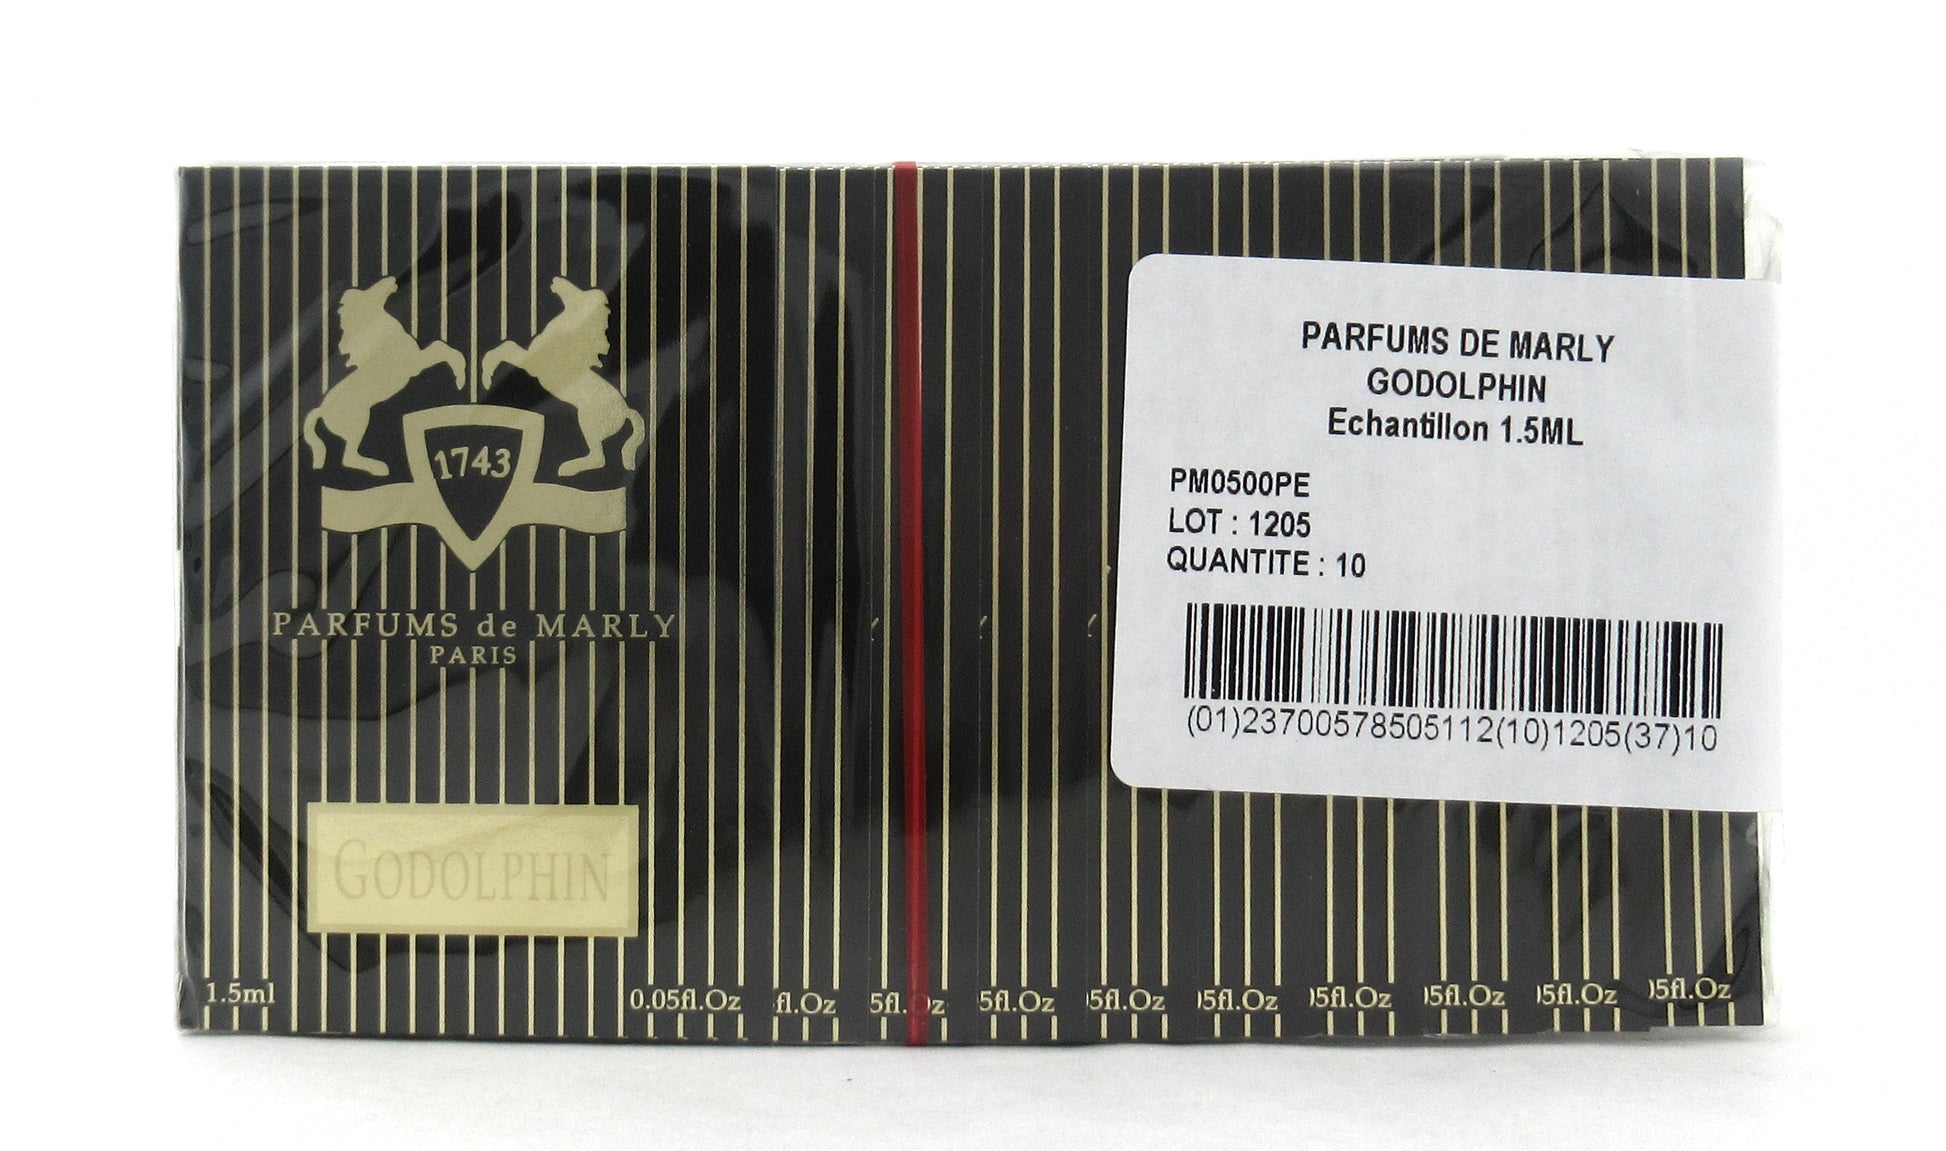 1743
PARFUMS de MARLY
PARIS
GODOLPHIN
1.5ml
0.05fl.Oz
fl.Oz
5fl.Oz
5fl.Oz
5fl.Oz
5fl.Oz
5fl.Oz
5fl.Oz
5fl.Oz
5fl.Oz
PARFUMS DE MARLY
GODOLPHIN
Echantillon 1.5ML
PM0500PE
LOT : 1205
QUANTITE : 10
(01)23700578505112(10)1205(37)10